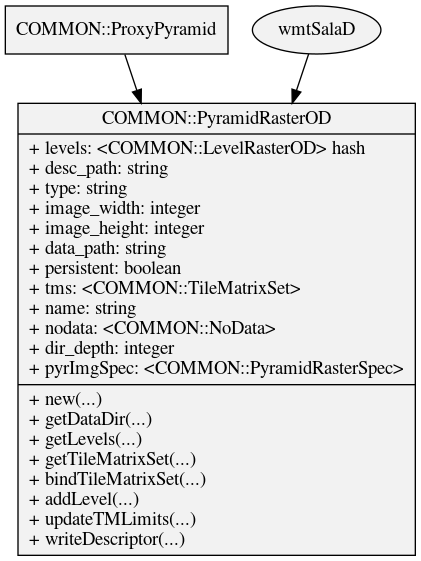 COMMON::ProxyPyramid
wmtSalaD
COMMON::PyramidRasterOD
+ levels: <COMMON::LevelRasterOD> hash
+ desc_path: string
+ type: string
+ image_width: integer
+ image_height: integer
+ data_path: string
+ persistent: boolean
+ tms: <COMMON::TileMatrixSet>
+ name: string
+ nodata: <COMMON::NoData>
+ dir_depth: integer
+ pyrImgSpec: <COMMON::PyramidRasterSpec>
+ new(...)
+ getDataDir(...)
+ getLevels(...)
+ getTileMatrixSet(...)
+ bindTileMatrixSet(...)
+ addLevel(...)
+ updateTMLimits(...)
+ writeDescriptor(...)